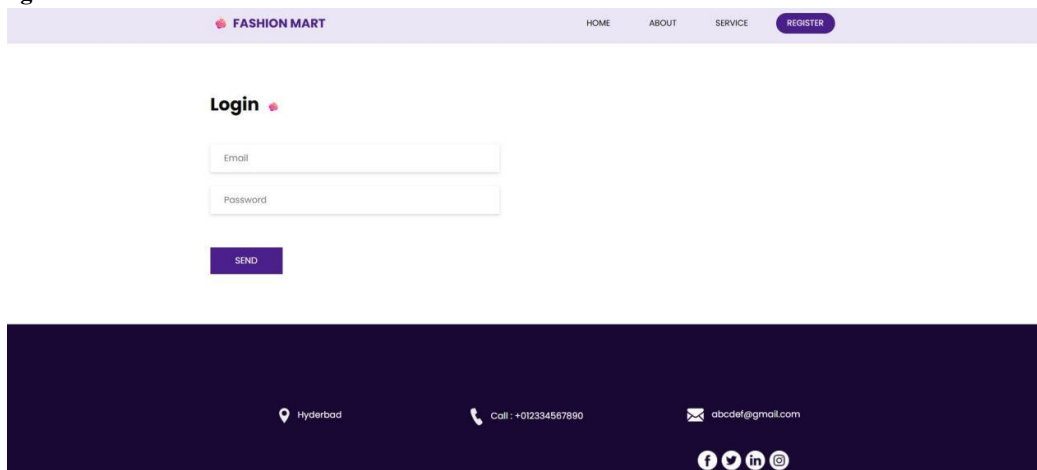 FASHION MART HOME ABOUT SERVICE REGISTER
Login
Email
Password
SEND
Hyderbad Call : +012334567890 abcdef@gmail.com